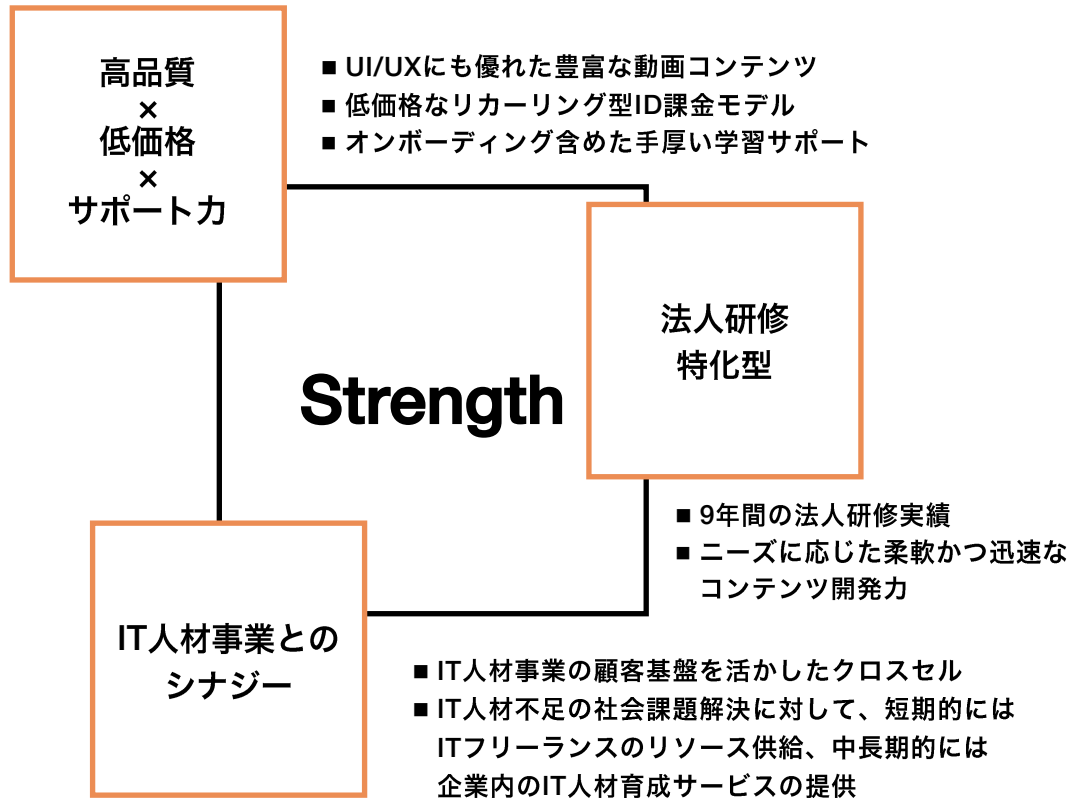 高品質
×
低価格
×
サポート力
■ UI/UXにも優れた豊富な動画コンテンツ
■ 低価格なリカーリング型ID課金モデル
■ オンボーディング含めた手厚い学習サポート
法人研修
特化型
Strength
■ 9年間の法人研修実績
■ ニーズに応じた柔軟かつ迅速な
コンテンツ開発力
IT人材事業との
シナジー
■ IT人材事業の顧客基盤を活かしたクロスセル
■ IT人材不足の社会課題解決に対して、短期的には
ITフリーランスのリソース供給、中長期的には
企業内のIT人材育成サービスの提供